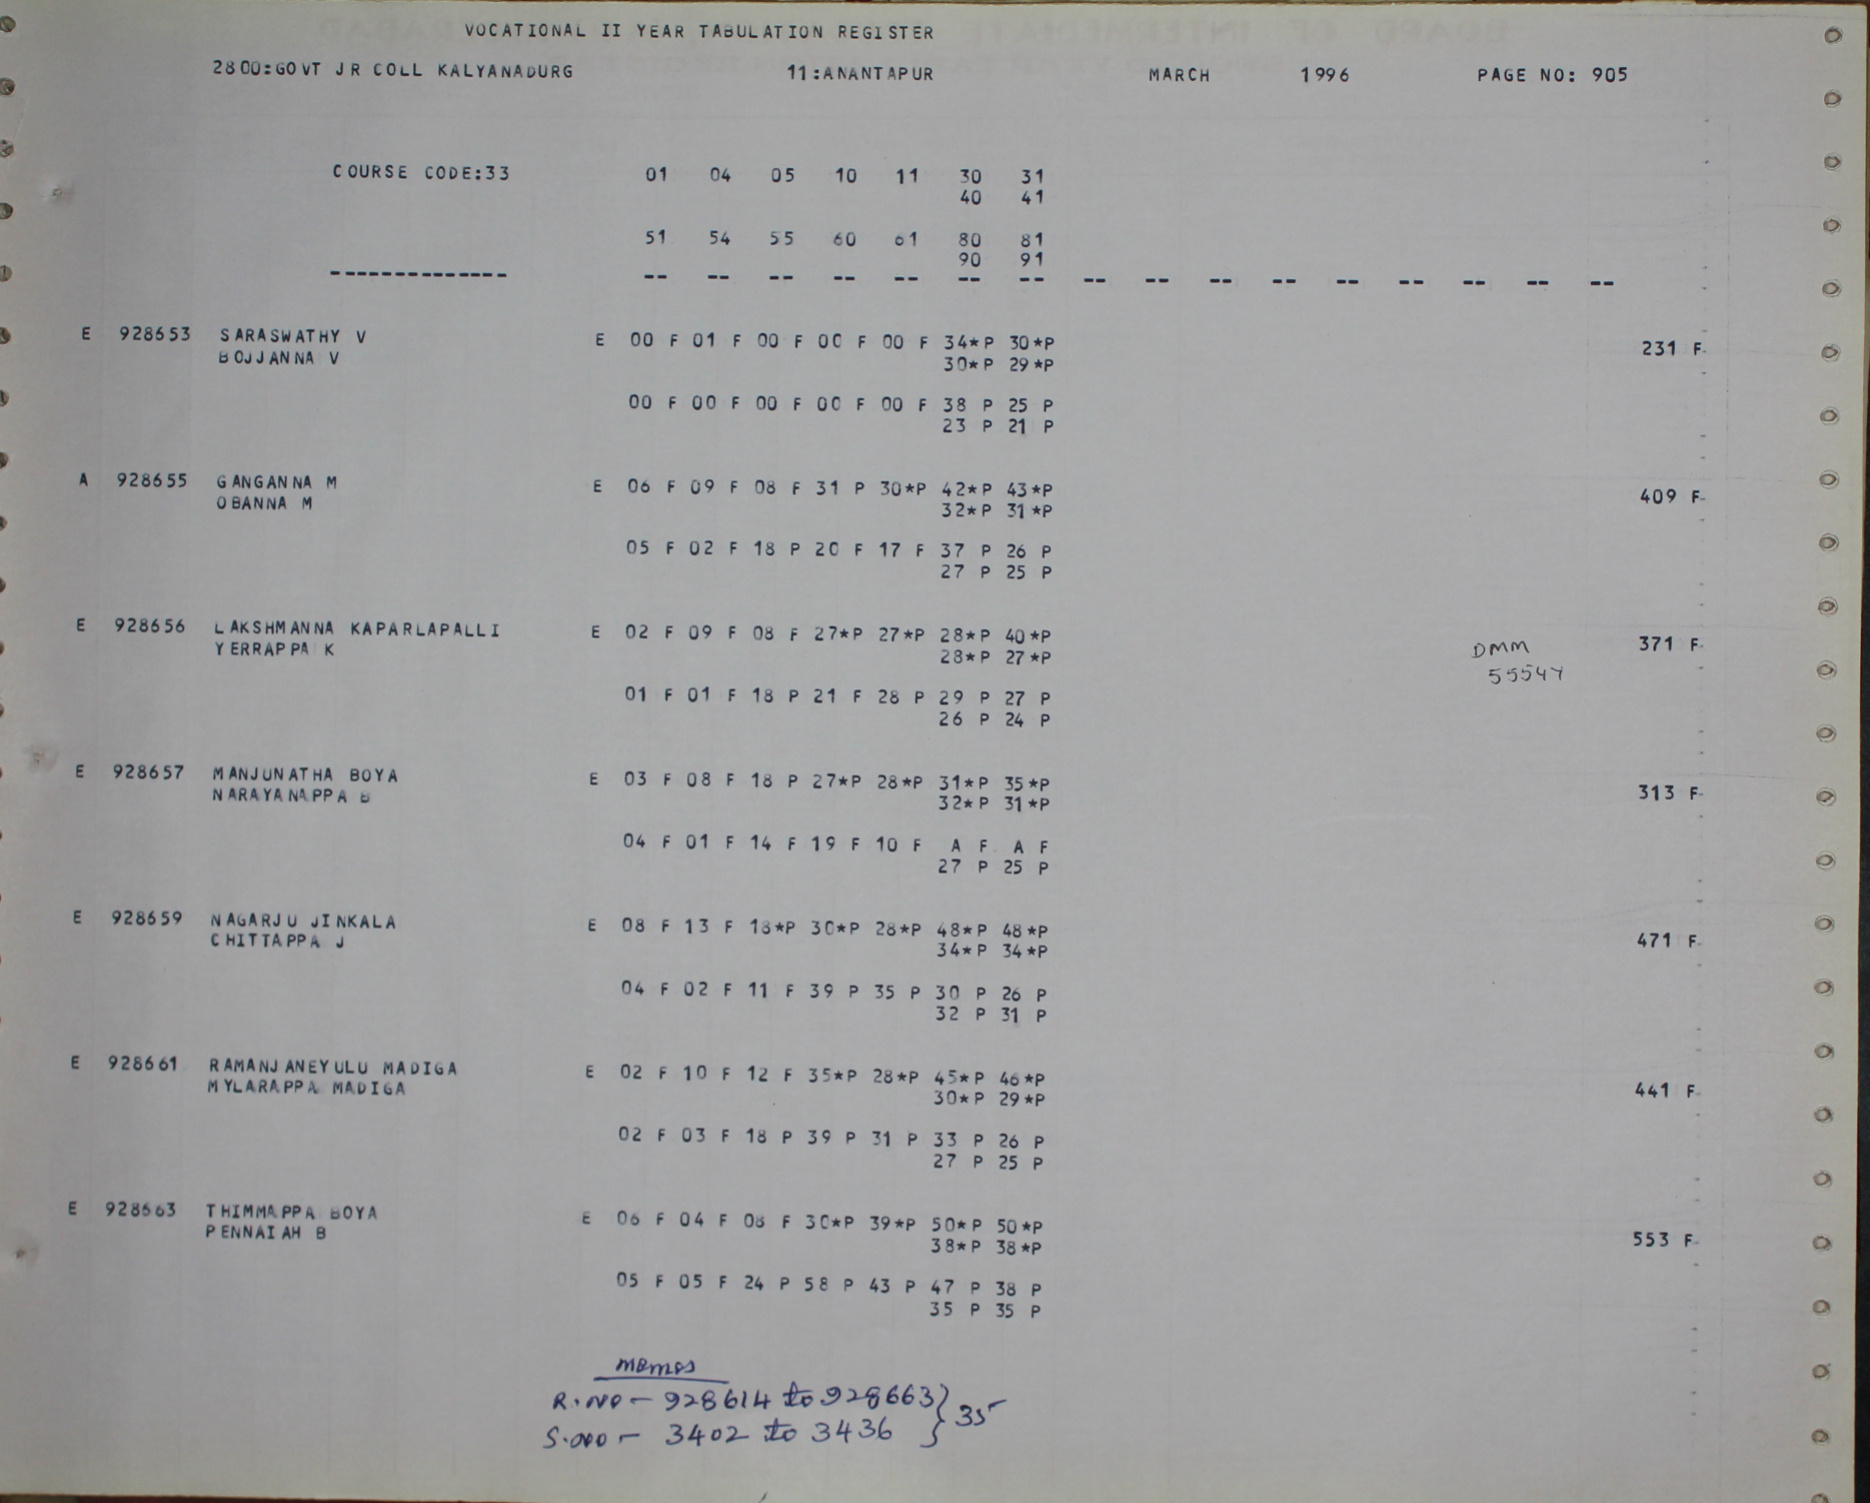 VOCATIONAL II YEAR TABULATION REGISTER
2800:GOVT JR COLL KALYANADURG 11:ANANTAPUR MARCH 1996 PAGE NO: 905
COURSE CODE:33 01 04 05 10 11 30 31
40 41
51 54 55 60 61 80 81
90 91
-------------- -- -- -- -- -- -- -- -- -- -- -- -- -- -- -- --
E 928653 SARASWATHY V E 00 F 01 F 00 F 00 F 00 F 34*P 30*P 231 F
BOJJANNA V 30*P 29*P
00 F 00 F 00 F 00 F 00 F 38 P 25 P
23 P 21 P
A 928655 GANGANNA M E 06 F 09 F 08 F 31 P 30*P 42*P 43*P 409 F
OBANNA M 32*P 31*P
05 F 02 F 18 P 20 F 17 F 37 P 26 P
27 P 25 P
E 928656 LAKSHMANNA KAPARLAPALLI E 02 F 09 F 08 F 27*P 27*P 28*P 40*P DMM 371 F
YERRAPPA K 28*P 27*P 55547
01 F 01 F 18 P 21 F 28 P 29 P 27 P
26 P 24 P
E 928657 MANJUNATHA BOYA E 03 F 08 F 18 P 27*P 28*P 31*P 35*P 313 F
NARAYANAPPA B 32*P 31*P
04 F 01 F 14 F 19 F 10 F A F A F
27 P 25 P
E 928659 NAGARJU JINKALA E 08 F 13 F 18*P 30*P 28*P 48*P 48*P 471 F
CHITTAPPA J 34*P 34*P
04 F 02 F 11 F 39 P 35 P 30 P 26 P
32 P 31 P
E 928661 RAMANJANEYULU MADIGA E 02 F 10 F 12 F 35*P 28*P 45*P 46*P 441 F
MYLARAPPA MADIGA 30*P 29*P
02 F 03 F 18 P 39 P 31 P 33 P 26 P
27 P 25 P
E 928663 THIMMAPPA BOYA E 06 F 04 F 08 F 30*P 39*P 50*P 50*P 553 F
PENNAIAH B 38*P 38*P
05 F 05 F 24 P 58 P 43 P 47 P 38 P
35 P 35 P
memos
R.no - 928614 to 928663 } 35
S.no - 3402 to 3436